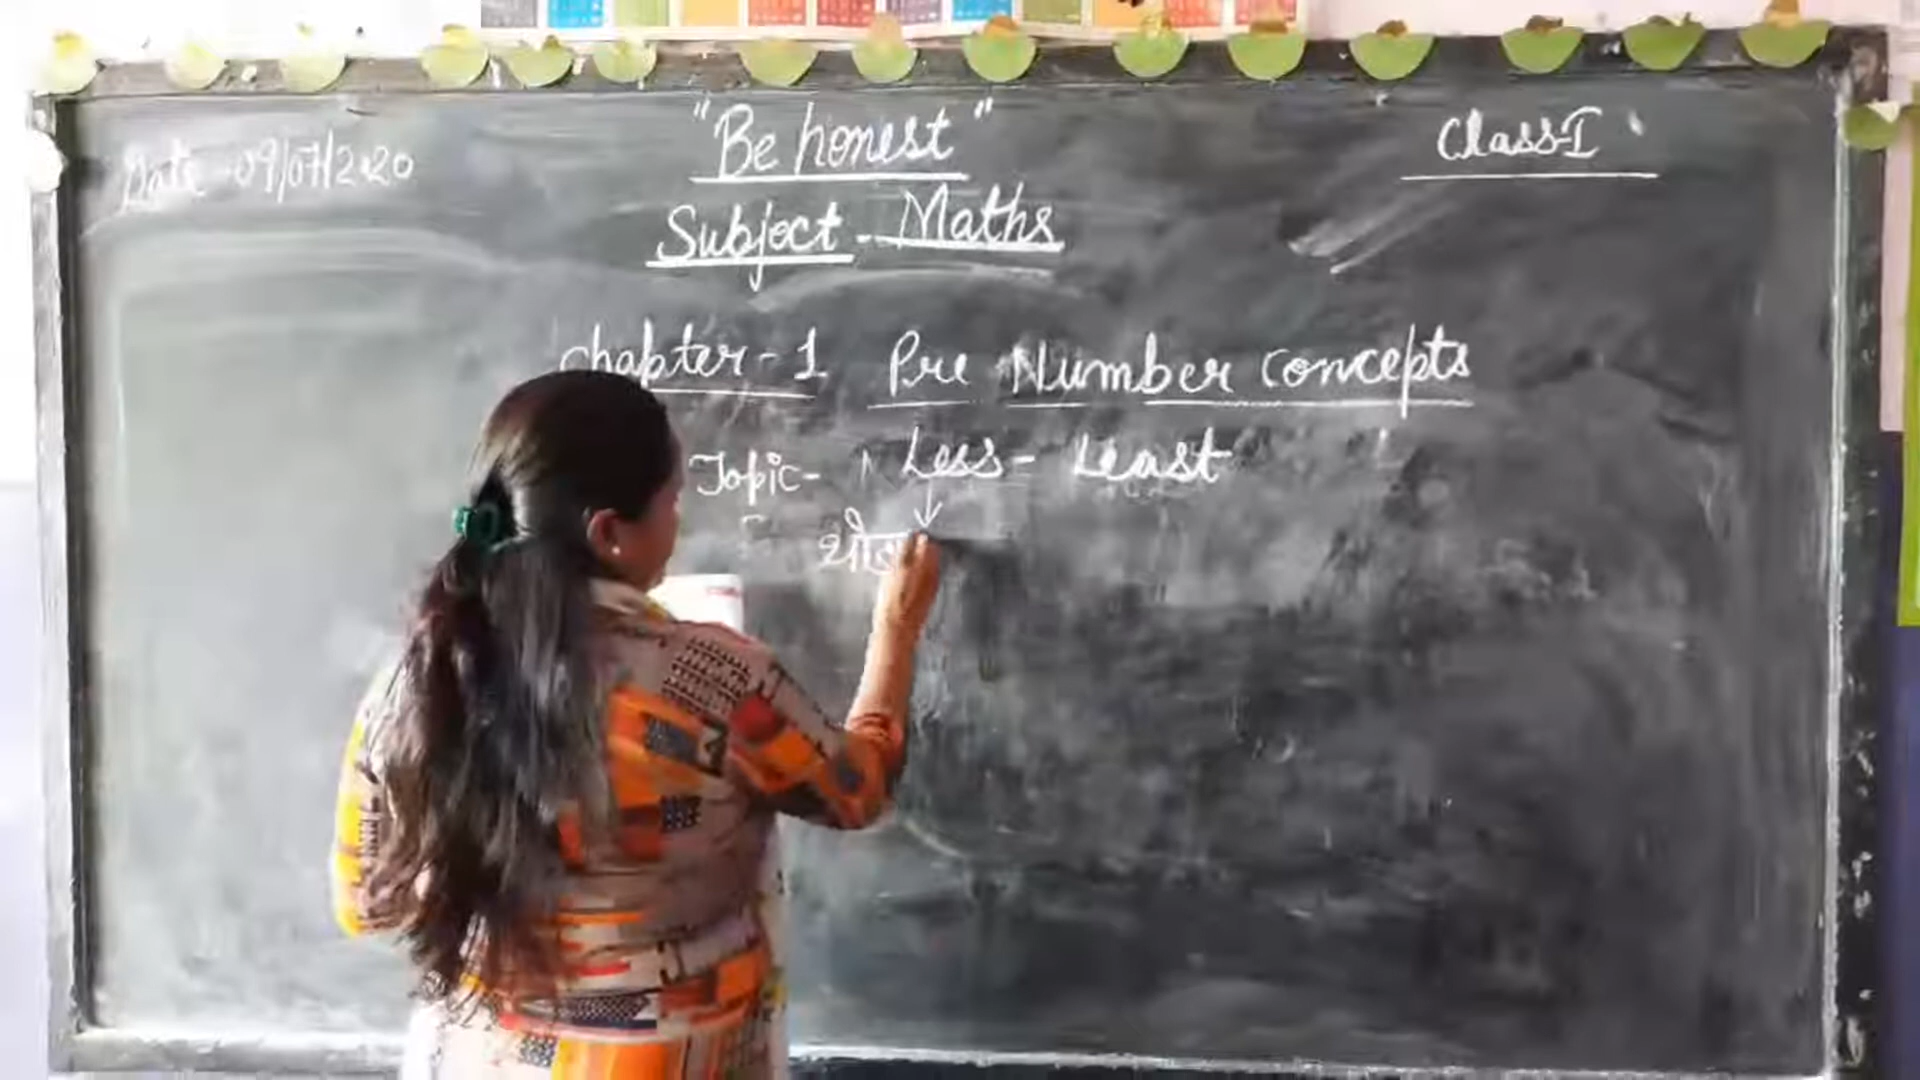 Date - 09/07/2020
"Be honest"
Class-I
Subject - Maths
Chapter - 1 Pre Number concepts
Topic - Less - Least